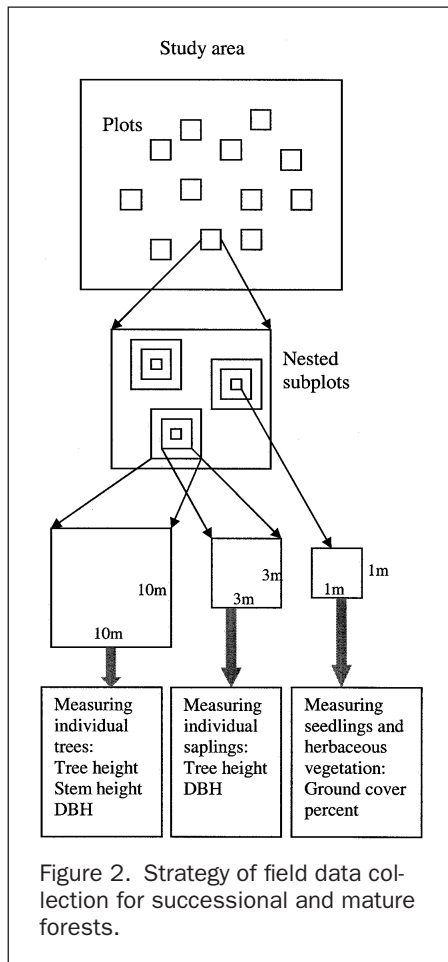 Study area
Plots
Nested
subplots
10m
10m
3m
3m
1m
1m
Measuring
individual
trees:
Tree height
Stem height
DBH
Measuring
individual
saplings:
Tree height
DBH
Measuring
seedlings and
herbaceous
vegetation:
Ground cover
percent
Figure 2. Strategy of field data col-
lection for successional and mature
forests.